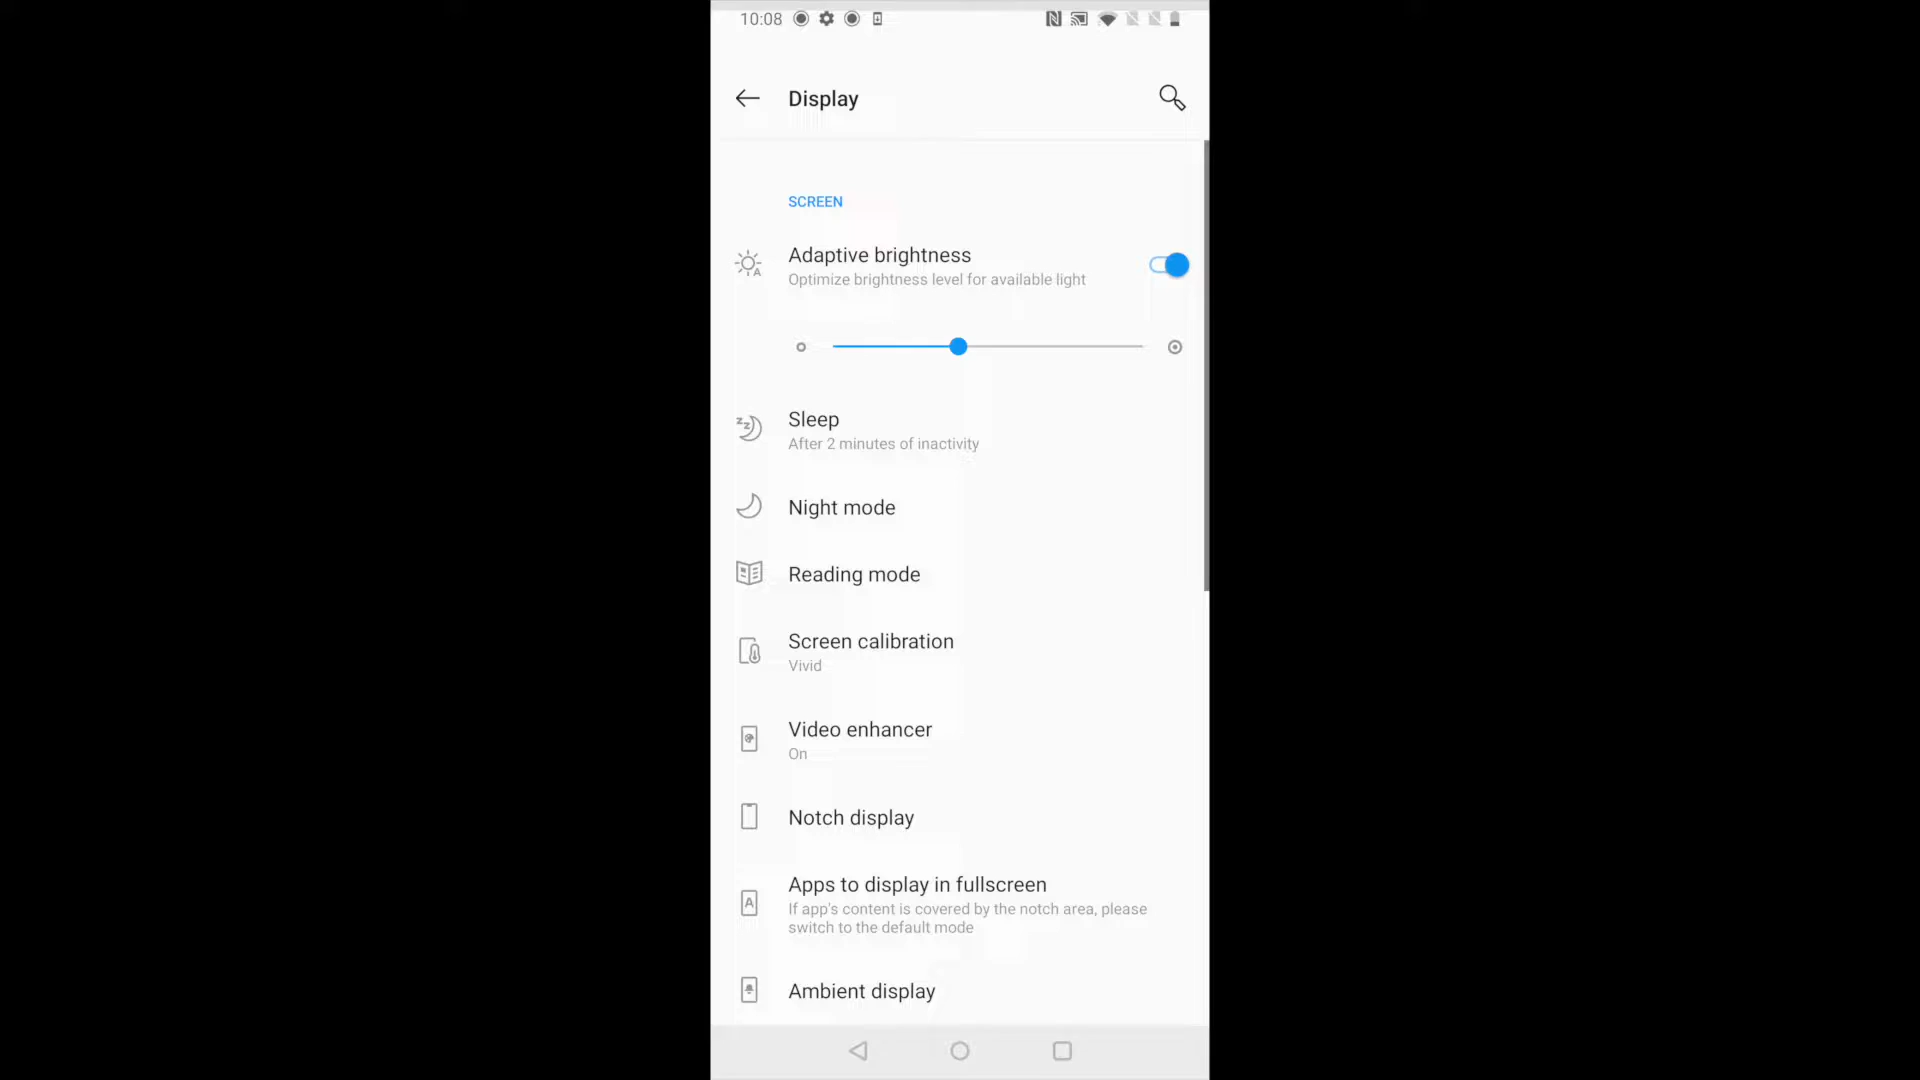 10:08
Display
SCREEN
Adaptive brightness
Optimize brightness level for available light
Sleep
After 2 minutes of inactivity
Night mode
Reading mode
Screen calibration
Vivid
Video enhancer
On
Notch display
Apps to display in fullscreen
If app's content is covered by the notch area, please
switch to the default mode
Ambient display